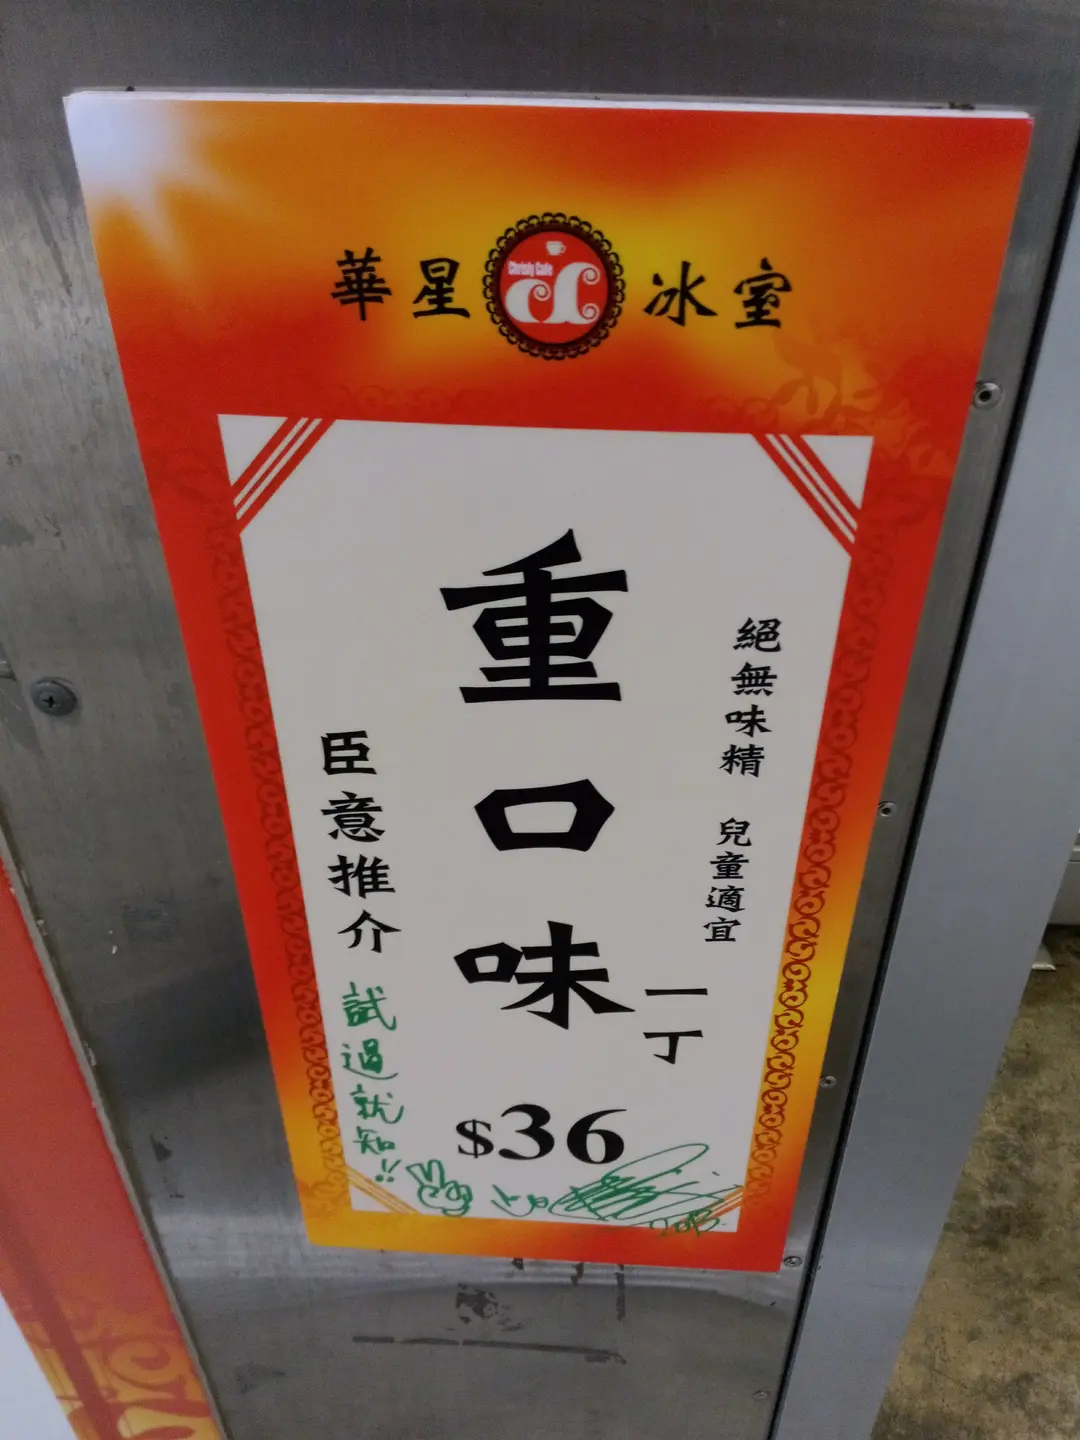 華星冰室
Christy Cafe
絕無味精 兒童適宜
重口味
一丁
$36
臣意推介
試過就知!!
2013